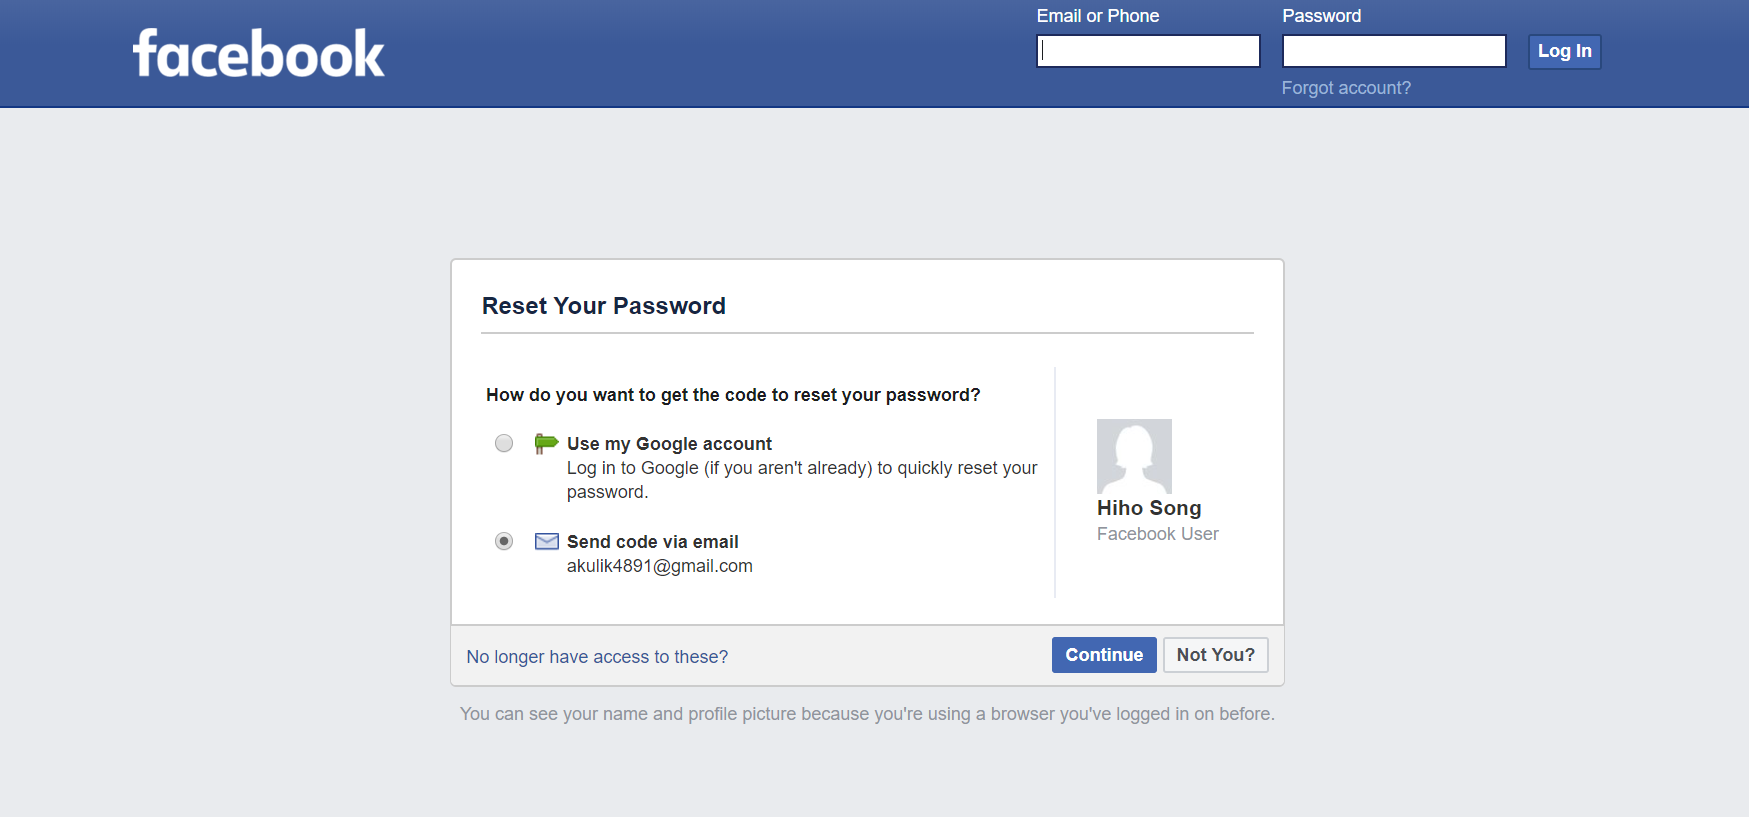 facebook
Email or Phone
Password
Log In
Forgot account?
Reset Your Password
How do you want to get the code to reset your password?
Use my Google account
Log in to Google (if you aren't already) to quickly reset your
password.
Send code via email
akulik4891@gmail.com
Hiho Song
Facebook User
No longer have access to these?
Continue
Not You?
You can see your name and profile picture because you're using a browser you've logged in on before.